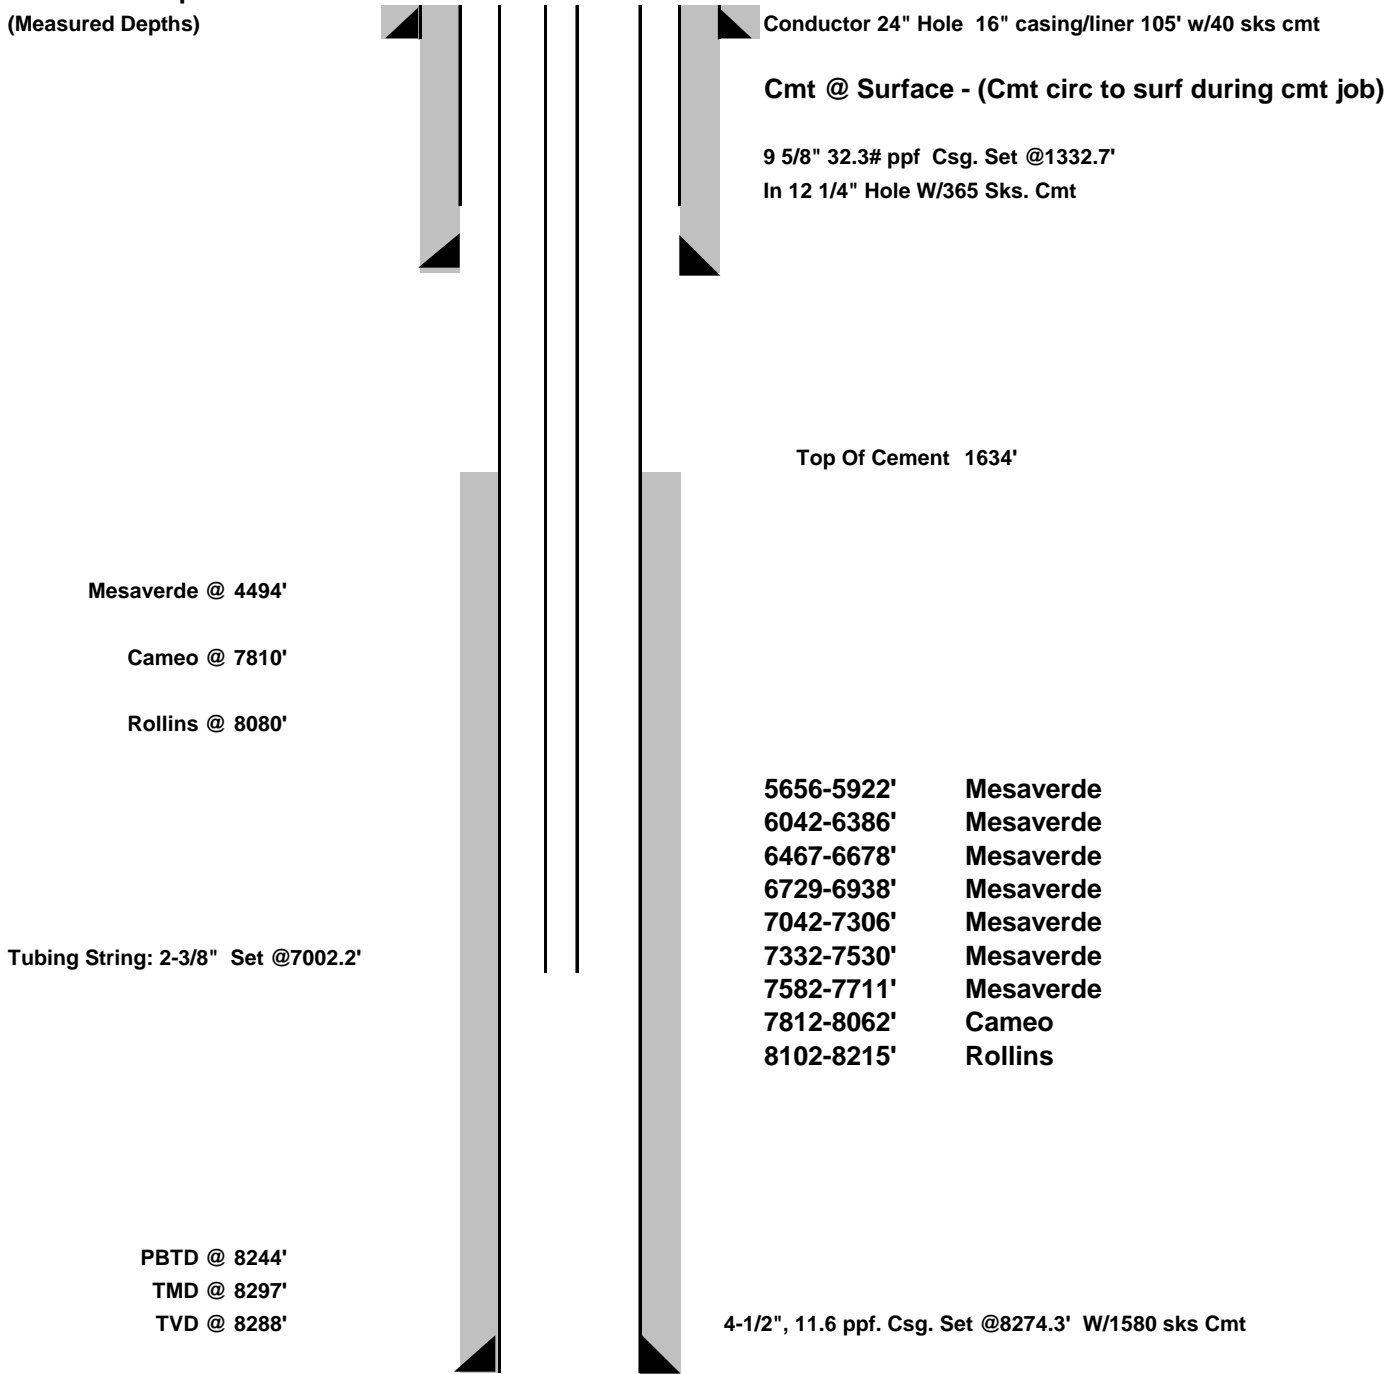 (Measured Depths)
Conductor 24" Hole 16" casing/liner 105' w/40 sks cmt
Cmt @ Surface - (Cmt circ to surf during cmt job)
9 5/8" 32.3# ppf Csg. Set @1332.7'
In 12 1/4" Hole W/365 Sks. Cmt
Top Of Cement 1634'
Mesaverde @ 4494'
Cameo @ 7810'
Rollins @ 8080'
5656-5922' Mesaverde
6042-6386' Mesaverde
6467-6678' Mesaverde
6729-6938' Mesaverde
7042-7306' Mesaverde
Tubing String: 2-3/8" Set @7002.2'
7332-7530' Mesaverde
7582-7711' Mesaverde
7812-8062' Cameo
8102-8215' Rollins
PBTD @ 8244'
TMD @ 8297'
TVD @ 8288'
4-1/2", 11.6 ppf. Csg. Set @8274.3' W/1580 sks Cmt